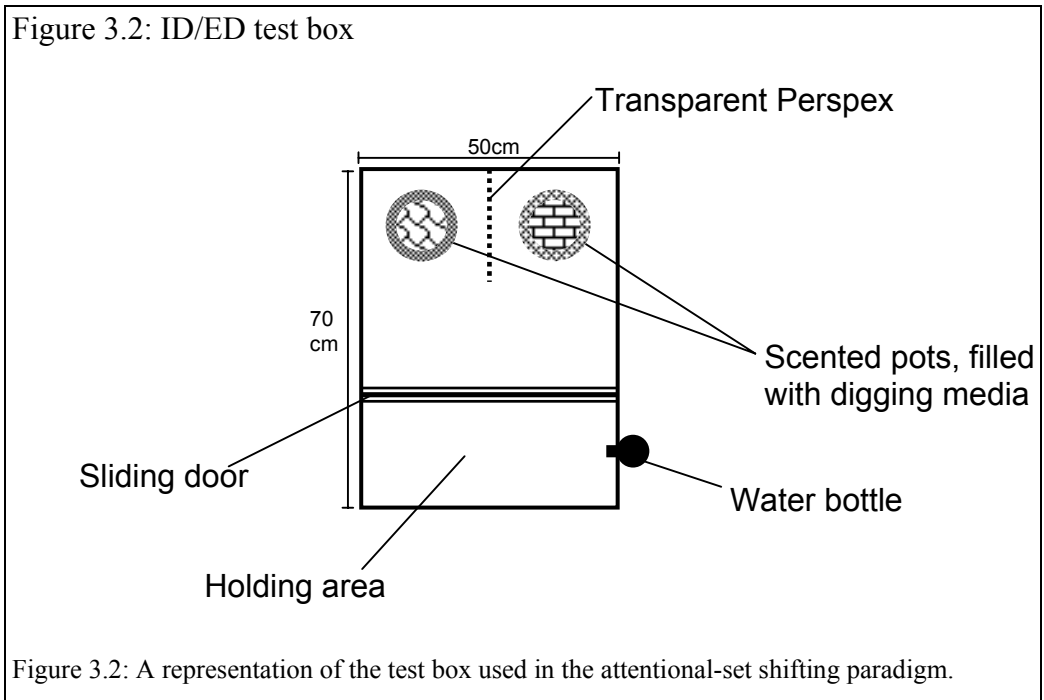 Figure 3.2: ID/ED test box
Transparent Perspex
50cm
70
cm
Scented pots, filled
with digging media
Sliding door
Water bottle
Holding area
Figure 3.2: A representation of the test box used in the attentional-set shifting paradigm.